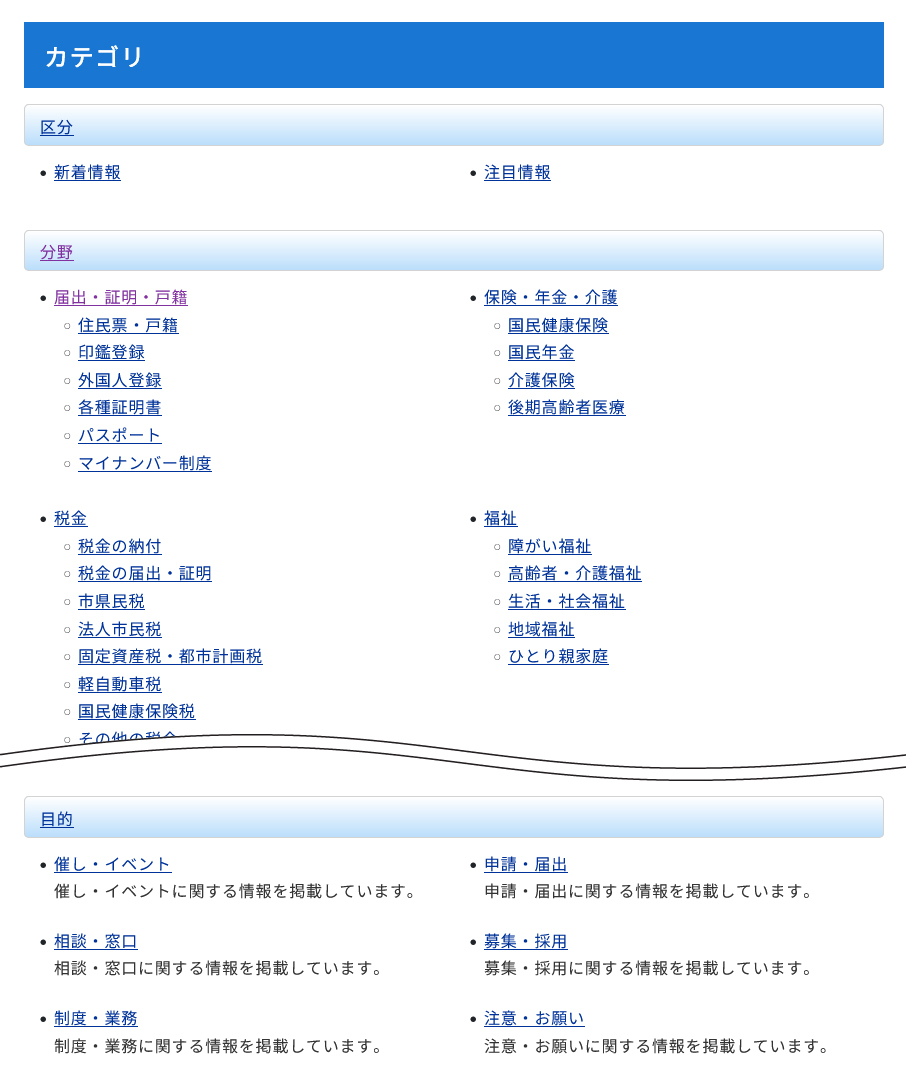 カテゴリ
区分
新着情報
注目情報
分野
届出・証明・戸籍
住民票・戸籍
印鑑登録
外国人登録
各種証明書
パスポート
マイナンバー制度
保険・年金・介護
国民健康保険
国民年金
介護保険
後期高齢者医療
税金
税金の納付
税金の届出・証明
市県民税
法人市民税
固定資産税・都市計画税
軽自動車税
国民健康保険税
その他の税金
福祉
障がい福祉
高齢者・介護福祉
生活・社会福祉
地域福祉
ひとり親家庭
目的
催し・イベント
催し・イベントに関する情報を掲載しています。
申請・届出
申請・届出に関する情報を掲載しています。
相談・窓口
相談・窓口に関する情報を掲載しています。
募集・採用
募集・採用に関する情報を掲載しています。
制度・業務
制度・業務に関する情報を掲載しています。
注意・お願い
注意・お願いに関する情報を掲載しています。